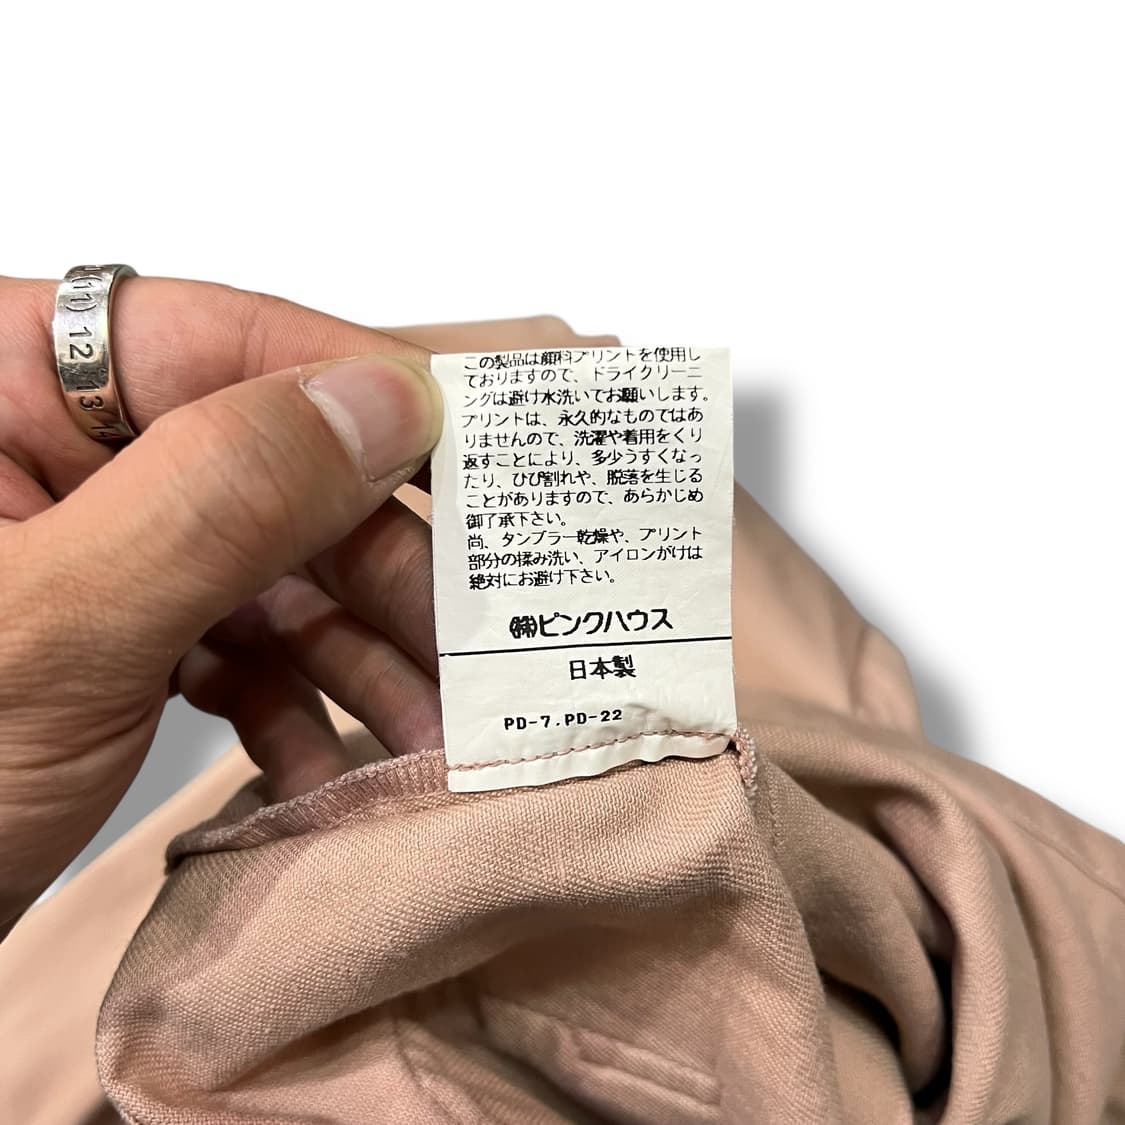 (11) 12 13 14
この製品は顔料プリントを使用し
ておりますので、ドライクリーニ
ングは避け水洗いでお願いします。
プリントは、永久的なものではあ
りませんので、洗濯や着用をくり
返すことにより、多少うすくなっ
たり、ひび割れや、脱落を生じる
ことがありますので、あらかじめ
御了承下さい。
尚、タンブラー乾燥や、プリント
部分の揉み洗い、アイロンがけは
絶対にお避け下さい。
㈱ピンクハウス
日本製
PD-7.PD-22